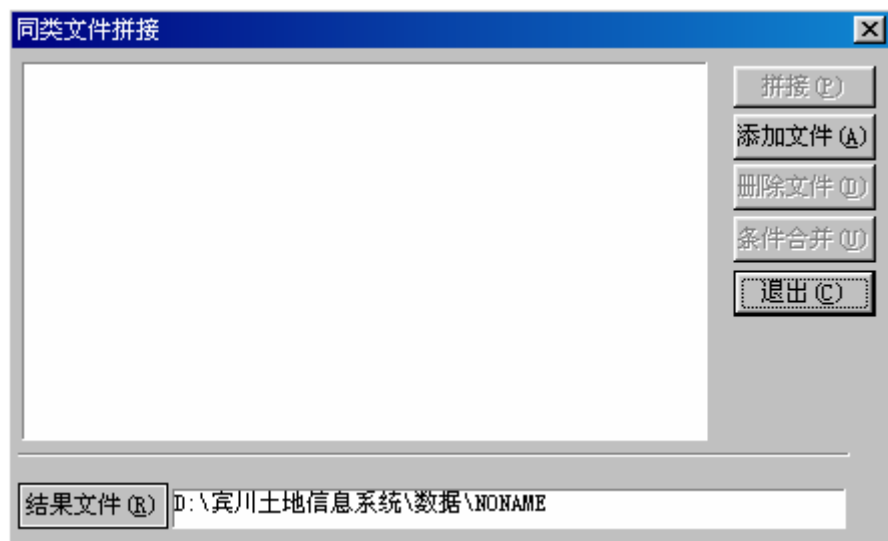 同类文件拼接
拼接(P)
添加文件(A)
删除文件(D)
条件合并(U)
退出(C)
结果文件(R) D:\宾川土地信息系统\数据\NONAME